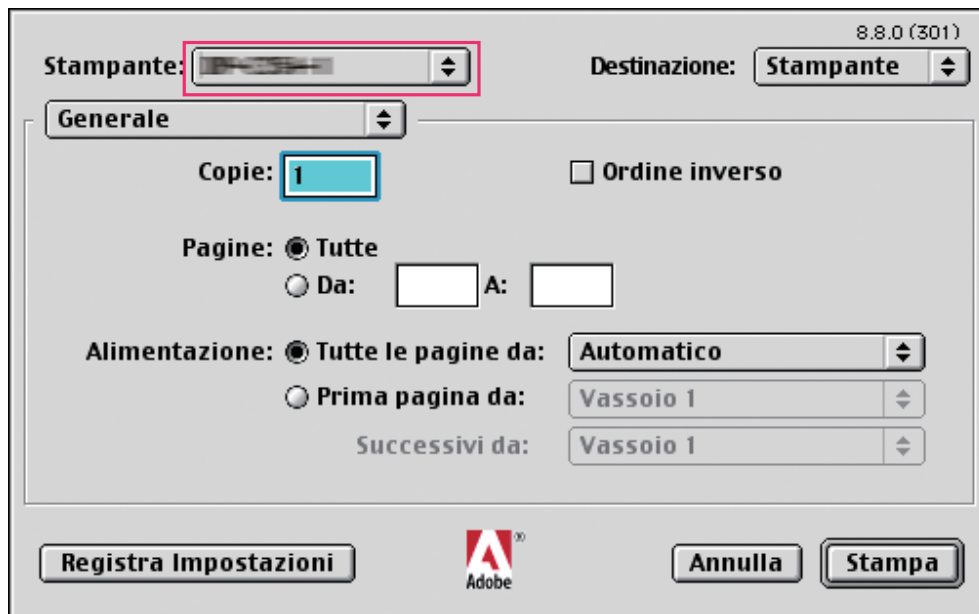 8.8.0 (301)
Stampante: Destinazione: Stampante
Generale
Copie: 1 Ordine inverso
Pagine: Tutte
Da: A:
Alimentazione: Tutte le pagine da: Automatico
Prima pagina da: Vassoio 1
Successivi da: Vassoio 1
Registra Impostazioni Adobe® Annulla Stampa